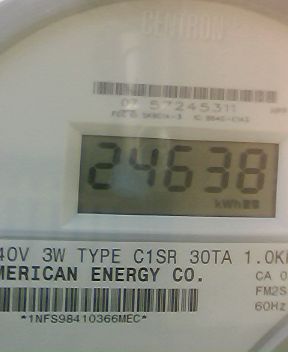 CENTRON
07 57245311
24638
kWh
40V 3W TYPE C1SR 30TA 1.0K
MERICAN ENERGY CO.
CA 0
FM2S
60Hz
*1NFS98410366MEC*